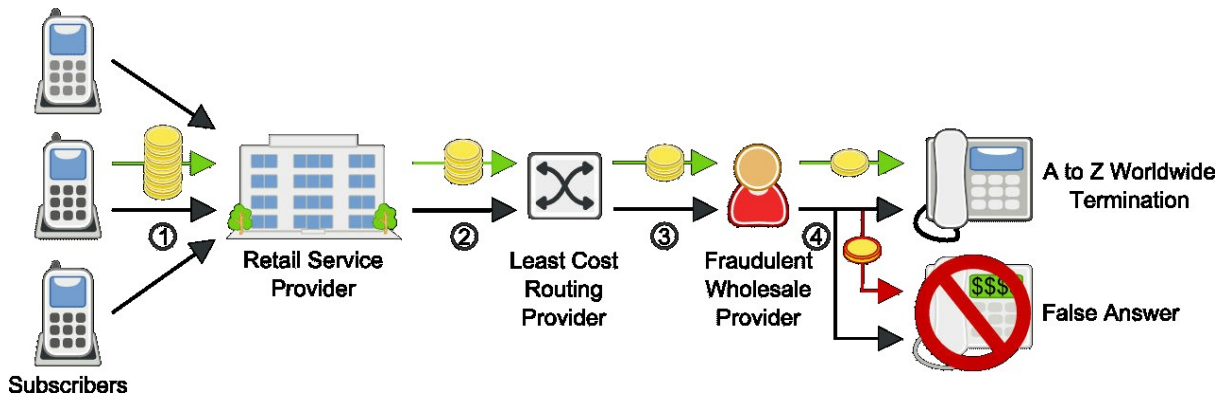 Subscribers
①
Retail Service
Provider
②
Least Cost
Routing
Provider
③
Fraudulent
Wholesale
Provider
④
A to Z Worldwide
Termination
$$$$
False Answer